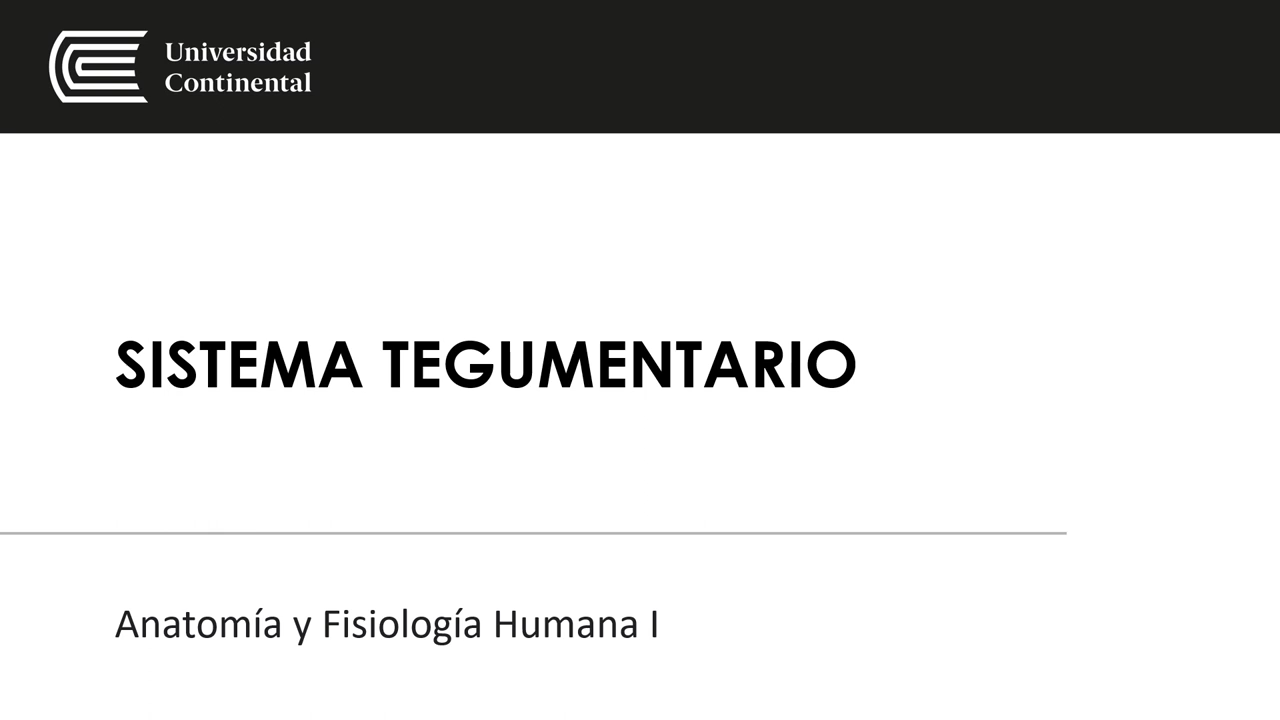 Universidad
Continental
SISTEMA TEGUMENTARIO
Anatomía y Fisiología Humana I